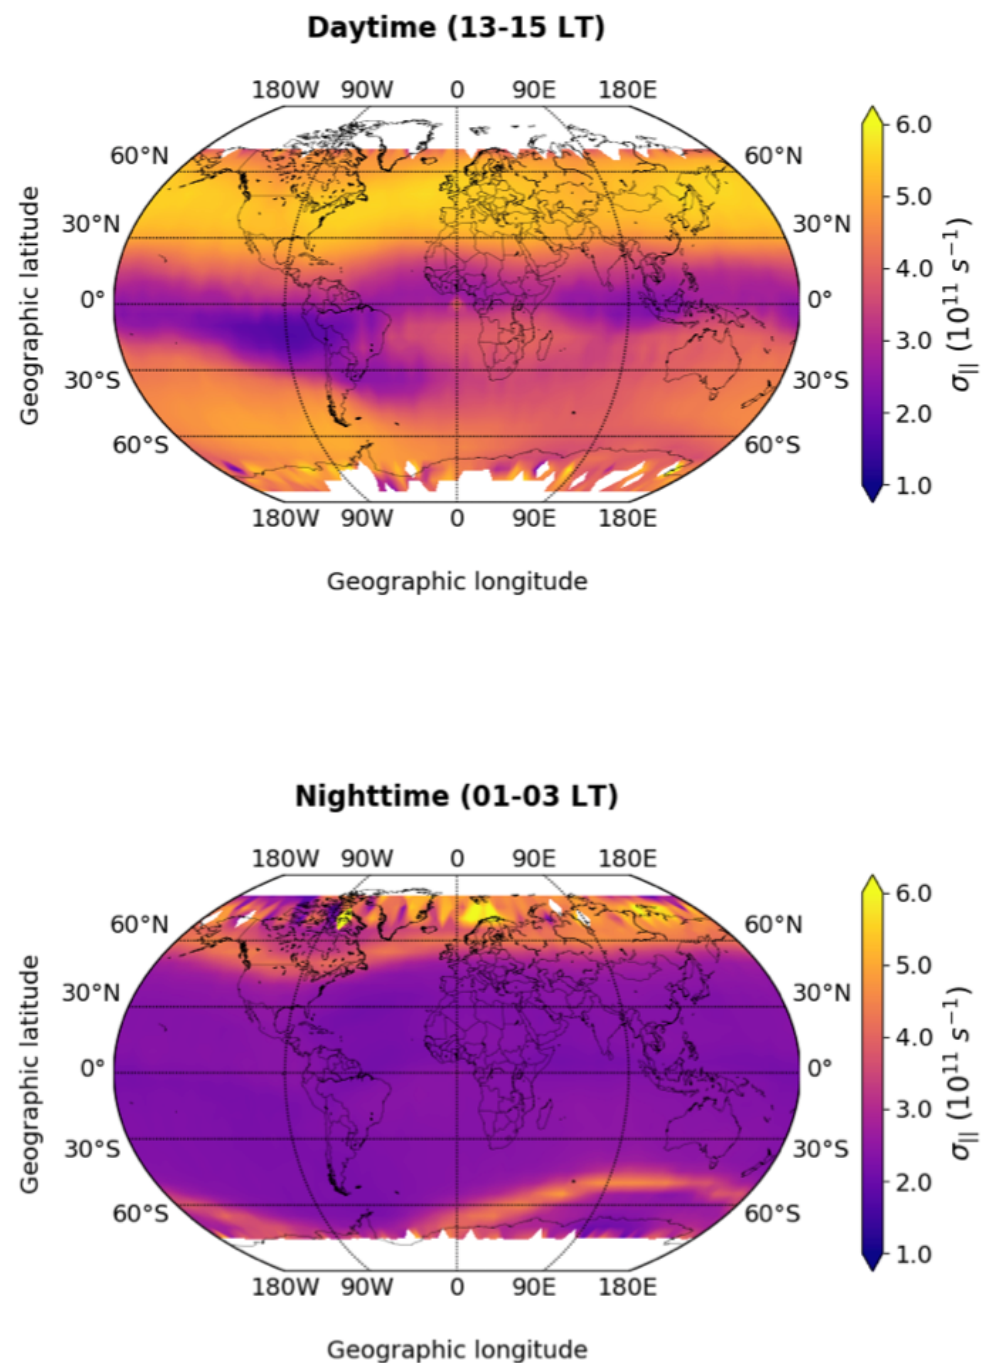 Daytime (13-15 LT)
180W 90W 0 90E 180E
60°N 60°N
30°N 30°N
0° 0°
30°S 30°S
60°S 60°S
180W 90W 0 90E 180E
Geographic latitude
Geographic longitude
6.0
5.0
4.0
3.0
2.0
1.0
σ|| (10¹¹ s⁻¹)
Nighttime (01-03 LT)
180W 90W 0 90E 180E
60°N 60°N
30°N 30°N
0° 0°
30°S 30°S
60°S 60°S
180W 90W 0 90E 180E
Geographic latitude
Geographic longitude
6.0
5.0
4.0
3.0
2.0
1.0
σ|| (10¹¹ s⁻¹)